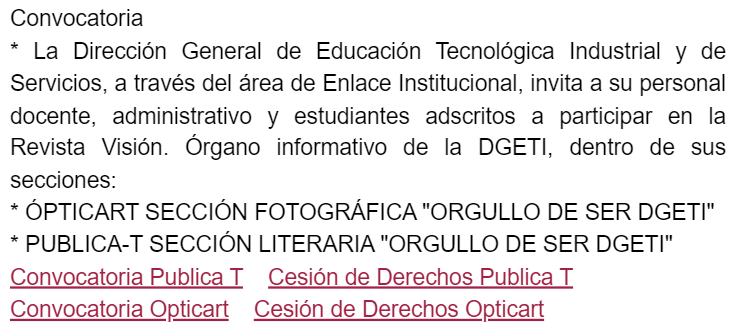 Convocatoria
* La Dirección General de Educación Tecnológica Industrial y de
Servicios, a través del área de Enlace Institucional, invita a su personal
docente, administrativo y estudiantes adscritos a participar en la
Revista Visión. Órgano informativo de la DGETI, dentro de sus
secciones:
* ÓPTICART SECCIÓN FOTOGRÁFICA "ORGULLO DE SER DGETI"
* PUBLICA-T SECCIÓN LITERARIA "ORGULLO DE SER DGETI"
Convocatoria Publica T    Cesión de Derechos Publica T
Convocatoria Opticart    Cesión de Derechos Opticart